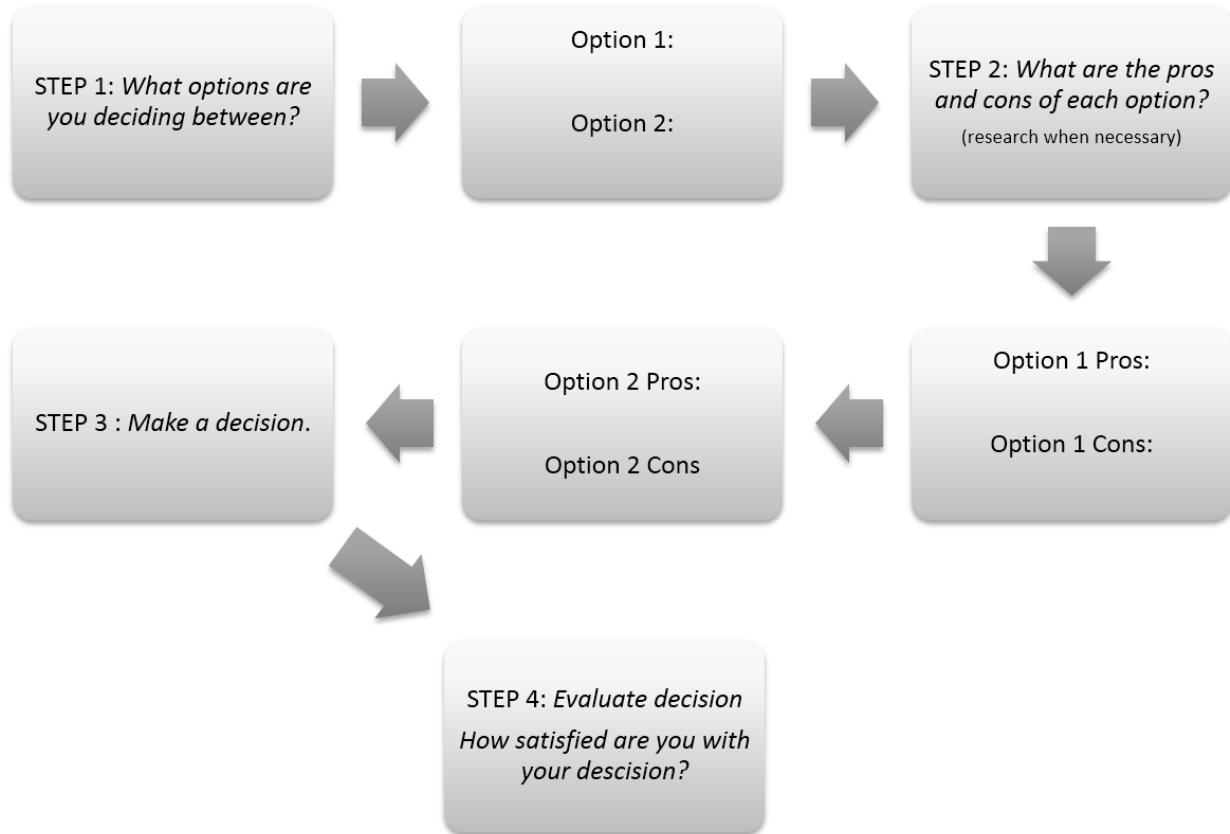 STEP 1: What options are
you deciding between?
Option 1:
Option 2:
STEP 2: What are the pros
and cons of each option?
(research when necessary)
Option 1 Pros:
Option 1 Cons:
Option 2 Pros:
Option 2 Cons
STEP 3 : Make a decision.
STEP 4: Evaluate decision
How satisfied are you with
your descision?